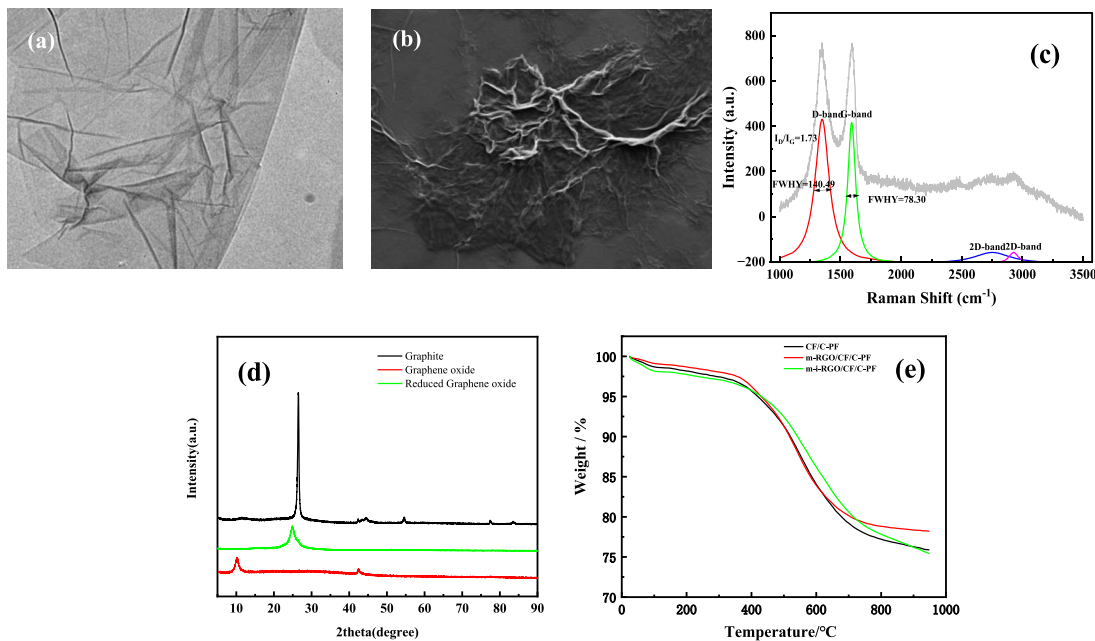 (a)
(b)
(c)
800
600
400
200
0
−200
Intensity (a.u.)
D-band
G-band
I_D/I_G=1.73
FWHY=140.49
FWHY=78.30
2D-band
2D-band
1000
1500
2000
2500
3000
3500
Raman Shift (cm⁻¹)
(d)
Graphite
Graphene oxide
Reduced Graphene oxide
Intensity(a.u.)
10
20
30
40
50
60
70
80
90
2theta(degree)
(e)
CF/C-PF
m-RGO/CF/C-PF
m-i-RGO/CF/C-PF
100
95
90
85
80
75
70
Weight / %
0
200
400
600
800
1000
Temperature/°C